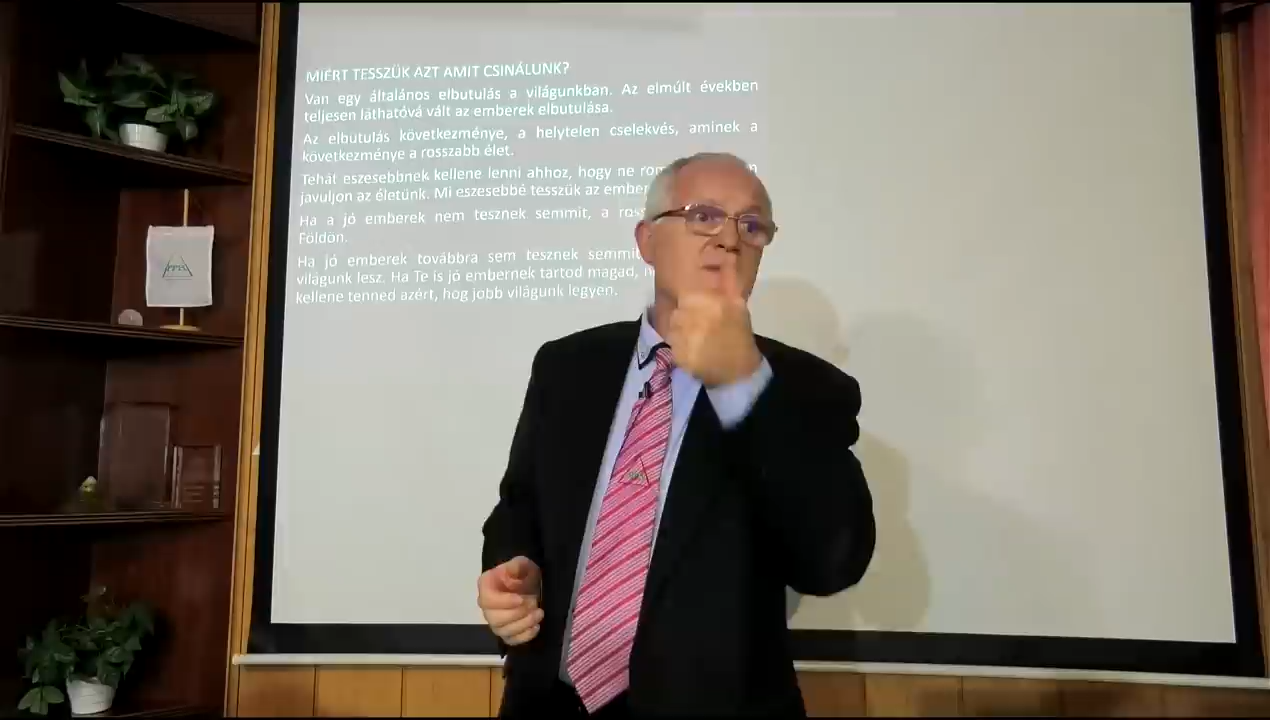 MIÉRT TESSZÜK AZT AMIT CSINÁLUNK?
Van egy általános elbutulás a világunkban. Az elmúlt években
teljesen láthatóvá vált az emberek elbutulása.
Az elbutulás következménye, a helytelen cselekvés, aminek a
következménye a rosszabb élet.
Tehát eszesebbnek kellene lenni ahhoz, hogy ne
javuljon az életünk. Mi eszesebbé tesszük az
Ha a jó emberek nem tesznek semmit, a
Földön.
Ha jó emberek továbbra sem tesznek semmit
világunk lesz. Ha Te is jó embernek tartod magad,
kellene tenned azért, hog jobb világunk legyen.